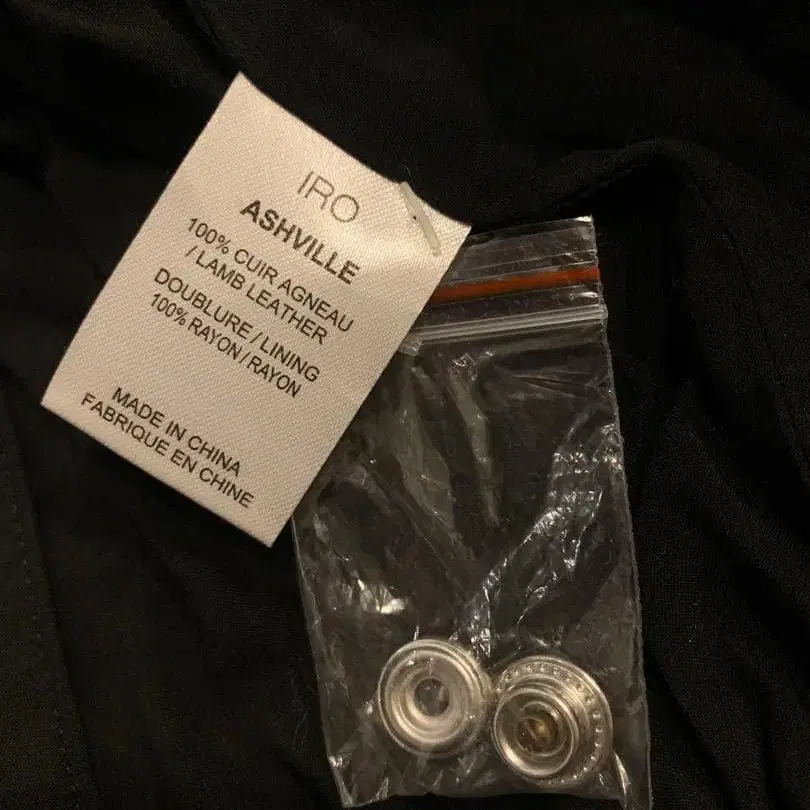 IRO
ASHVILLE
100% CUIR AGNEAU
/ LAMB LEATHER
DOUBLURE / LINING
100% RAYON / RAYON
MADE IN CHINA
FABRIQUE EN CHINE